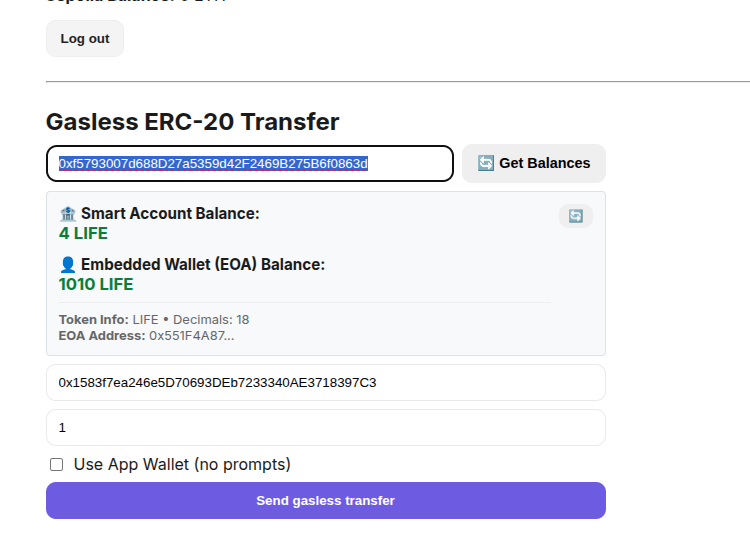 Log out
Gasless ERC-20 Transfer
0xf5793007d688D27a5359d42F2469B275B6f0863d
Get Balances
Smart Account Balance:
4 LIFE
Embedded Wallet (EOA) Balance:
1010 LIFE
Token Info: LIFE • Decimals: 18
EOA Address: 0x551F4A87...
0x1583f7ea246e5D70693DEb7233340AE3718397C3
1
Use App Wallet (no prompts)
Send gasless transfer